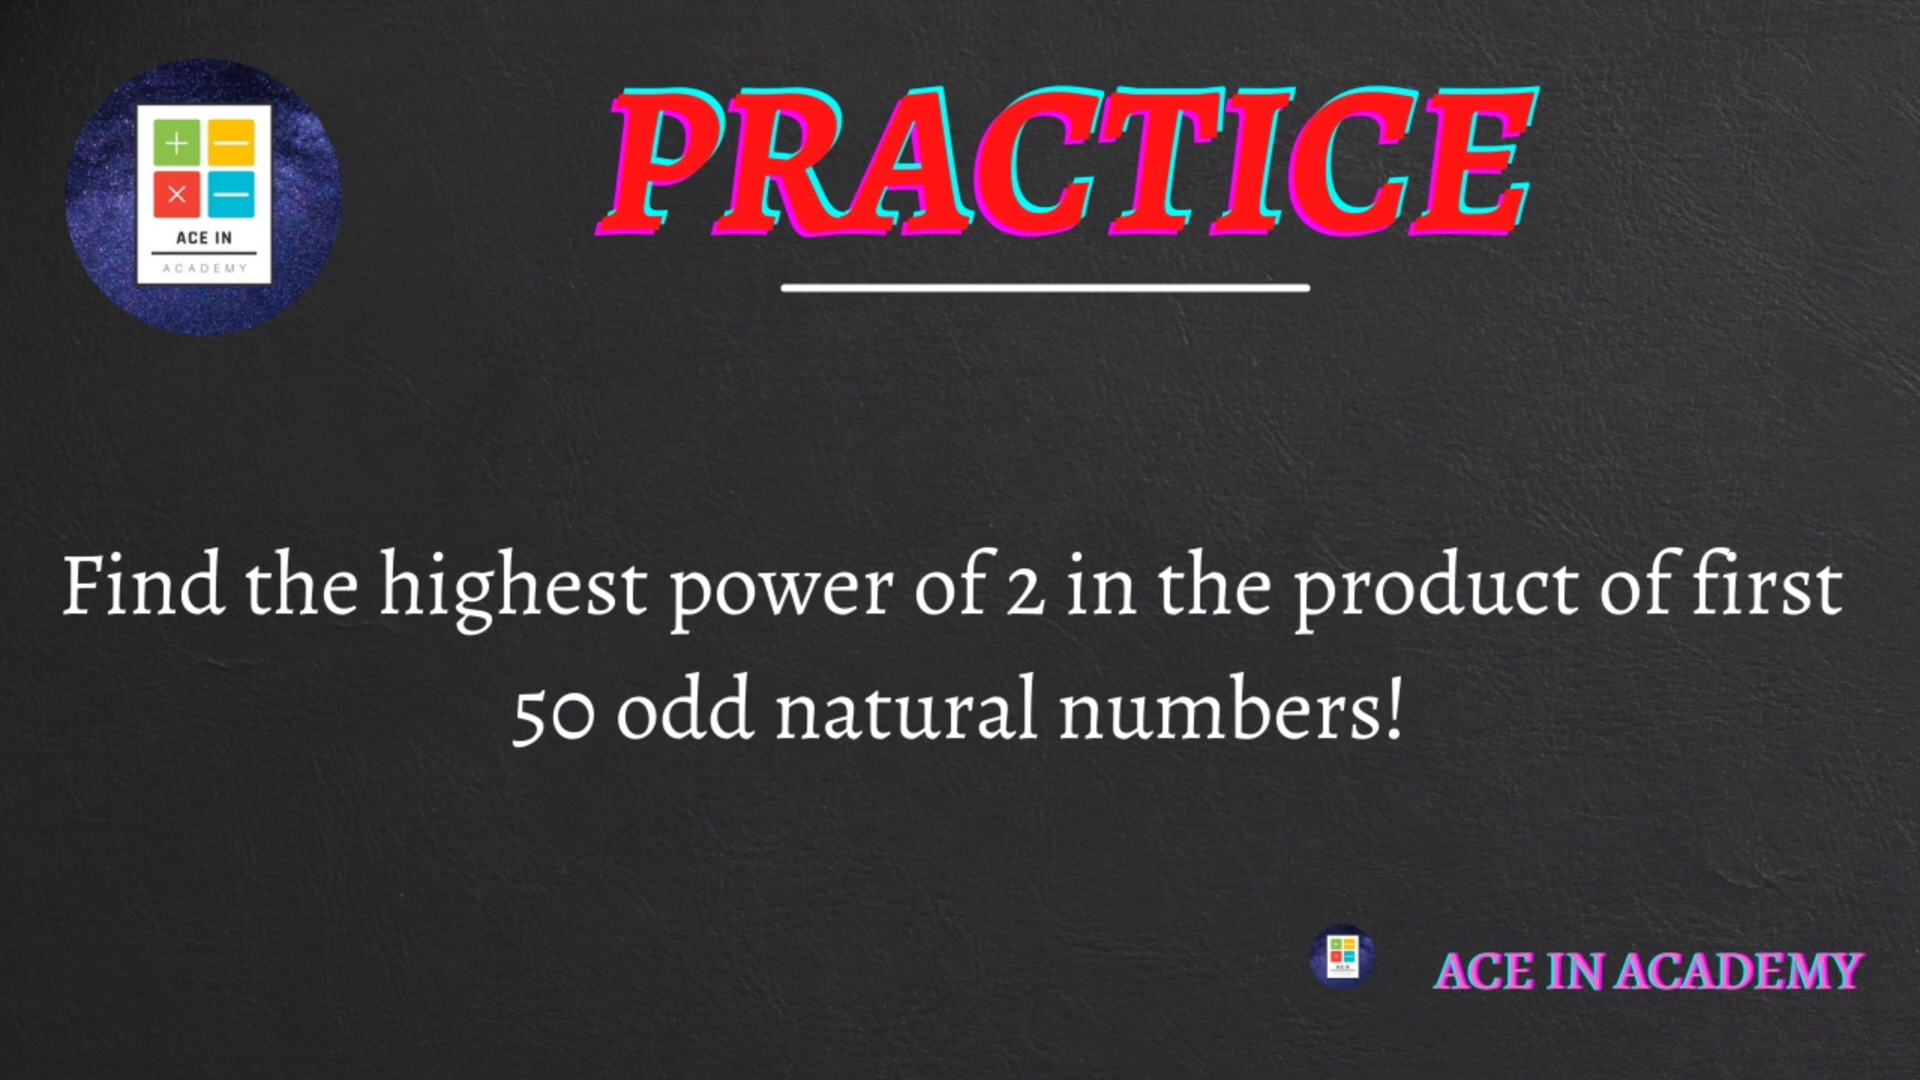 PRACTICE
ACE IN
ACADEMY
Find the highest power of 2 in the product of first
50 odd natural numbers!
ACE IN ACADEMY